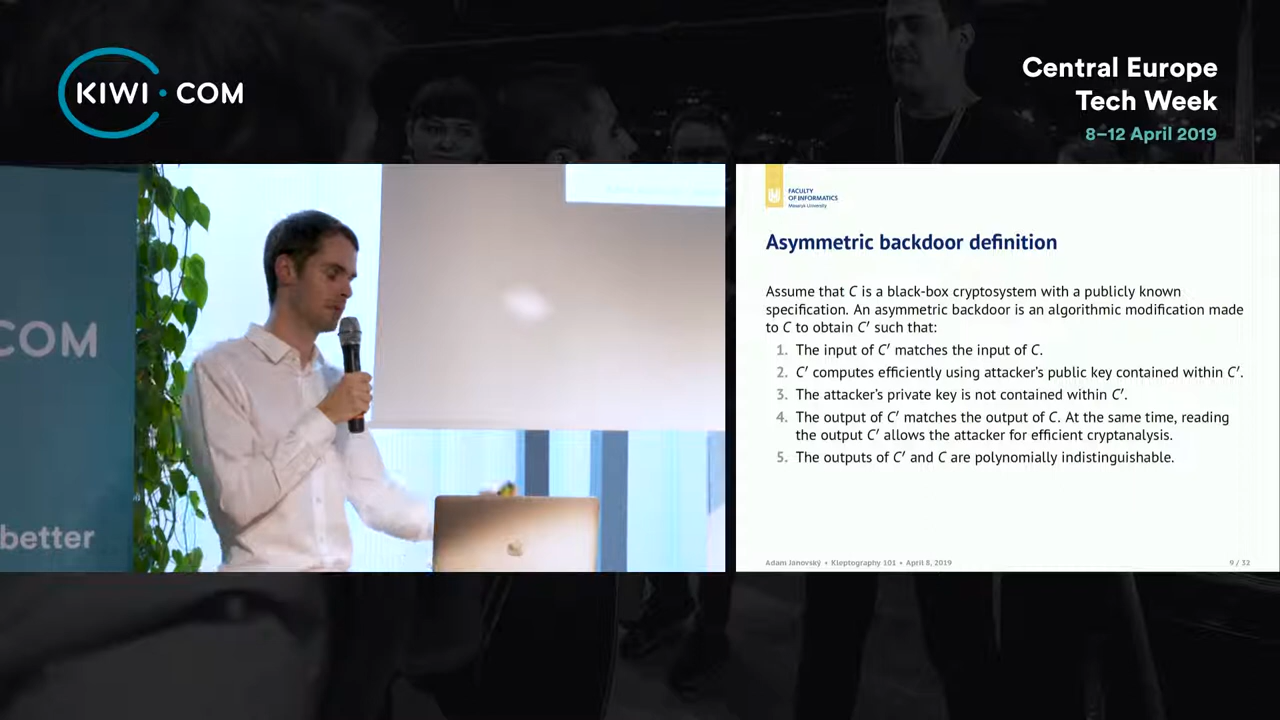 KIWI·COM
Central Europe
Tech Week
8–12 April 2019
COM
better
FACULTY
OF INFORMATICS
Masaryk University
Asymmetric backdoor definition
Assume that C is a black-box cryptosystem with a publicly known
specification. An asymmetric backdoor is an algorithmic modification made
to C to obtain C′ such that:
1. The input of C′ matches the input of C.
2. C′ computes efficiently using attacker's public key contained within C′.
3. The attacker's private key is not contained within C′.
4. The output of C′ matches the output of C. At the same time, reading
the output C′ allows the attacker for efficient cryptanalysis.
5. The outputs of C′ and C are polynomially indistinguishable.
Adam Janovský • Kleptography 101 • April 8, 2019
9 / 32